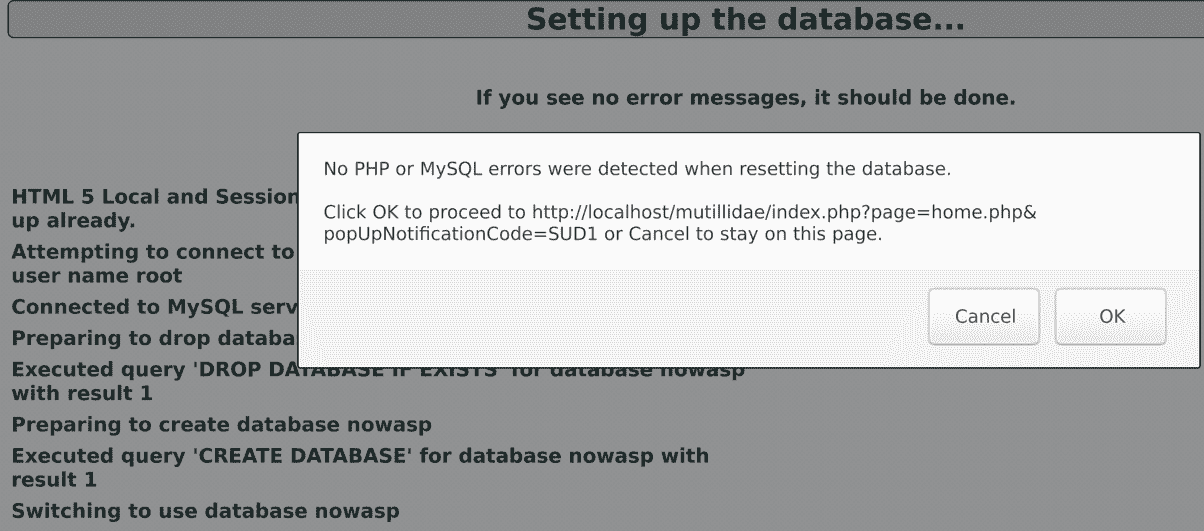 Setting up the database...
If you see no error messages, it should be done.
No PHP or MySQL errors were detected when resetting the database.
Click OK to proceed to http://localhost/mutillidae/index.php?page=home.php&
popUpNotificationCode=SUD1 or Cancel to stay on this page.
Cancel
OK
HTML 5 Local and Session
up already.
Attempting to connect to
user name root
Connected to MySQL serv
Preparing to drop databa
Executed query 'DROP DATABASE IF EXISTS' for database nowasp
with result 1
Preparing to create database nowasp
Executed query 'CREATE DATABASE' for database nowasp with
result 1
Switching to use database nowasp